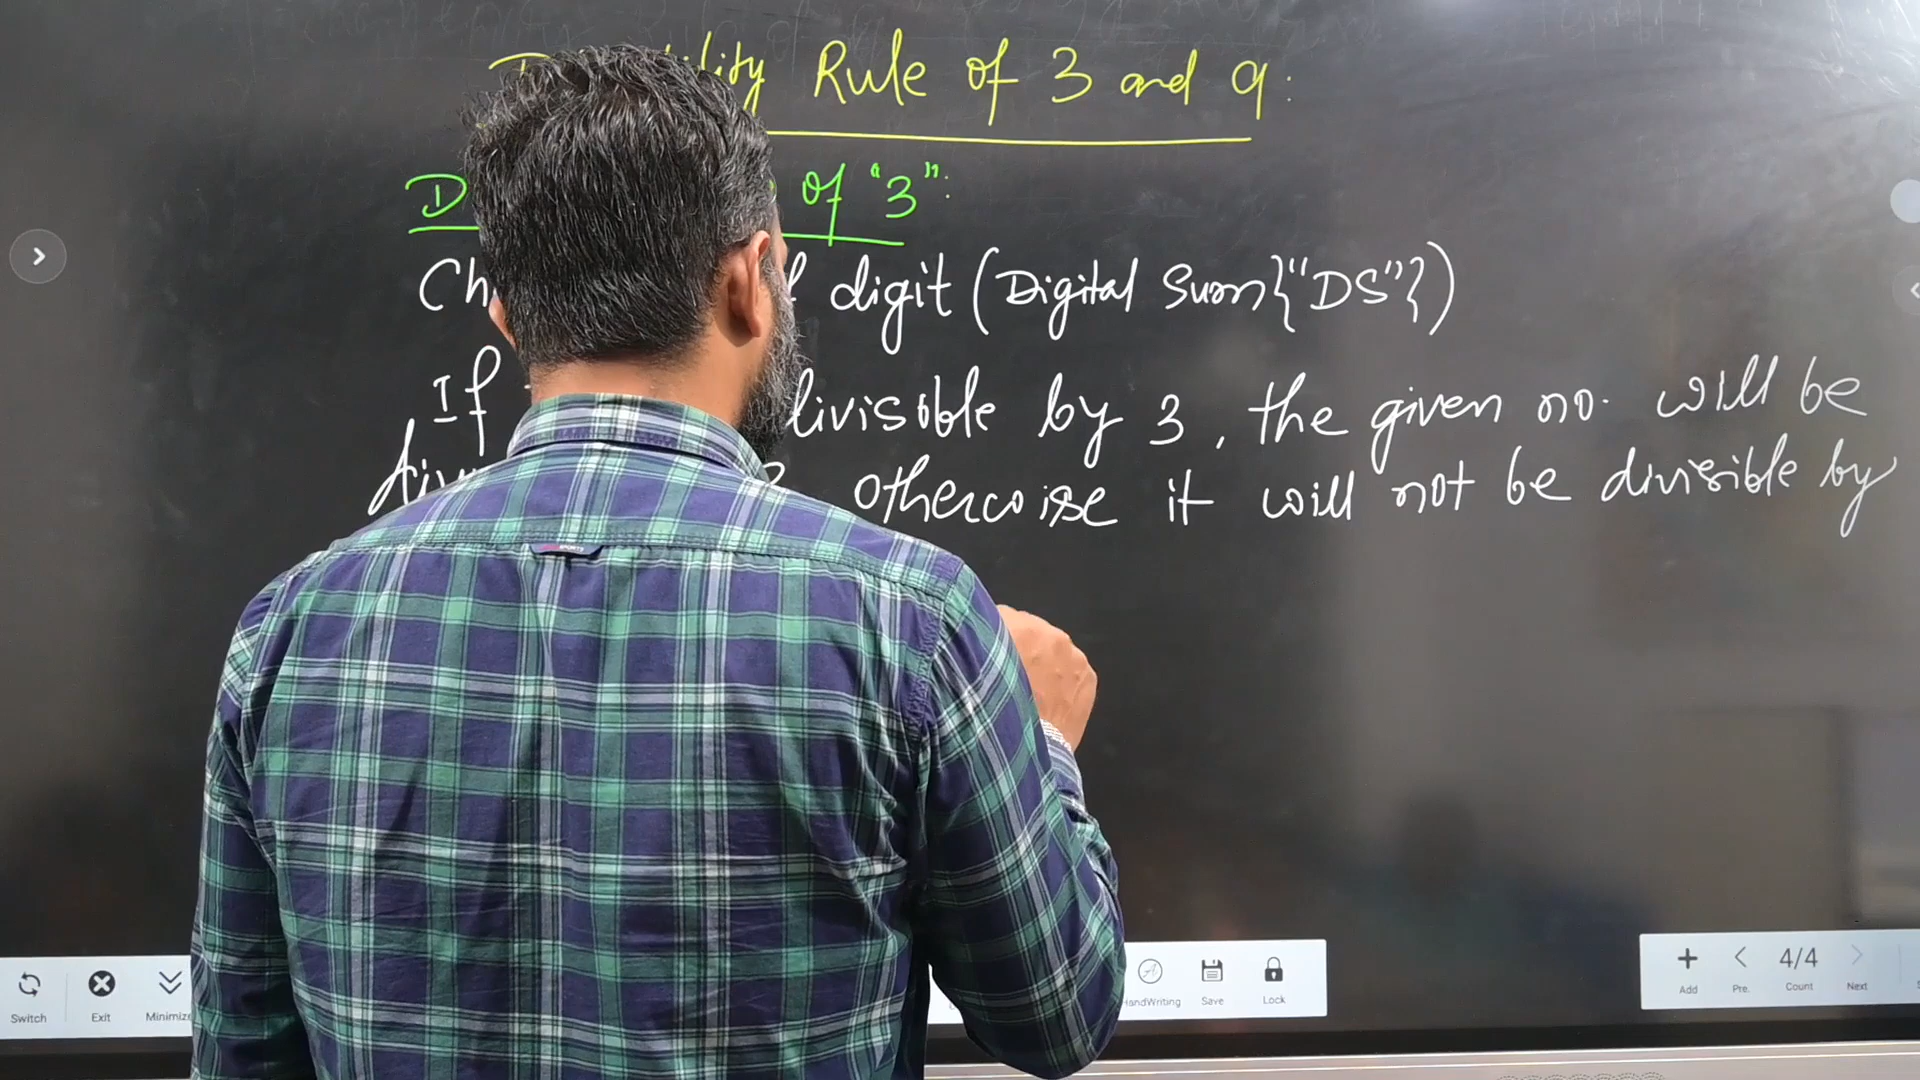 Rule of 3 and 9:
of "3":
digit (Digital Sum{"DS"})
If divisible by 3, the given no. will be
otherwise it will not be divisible by
Switch
Exit
Minimize
HandWriting
Save
Lock
Add
Pre.
4/4
Count
Next